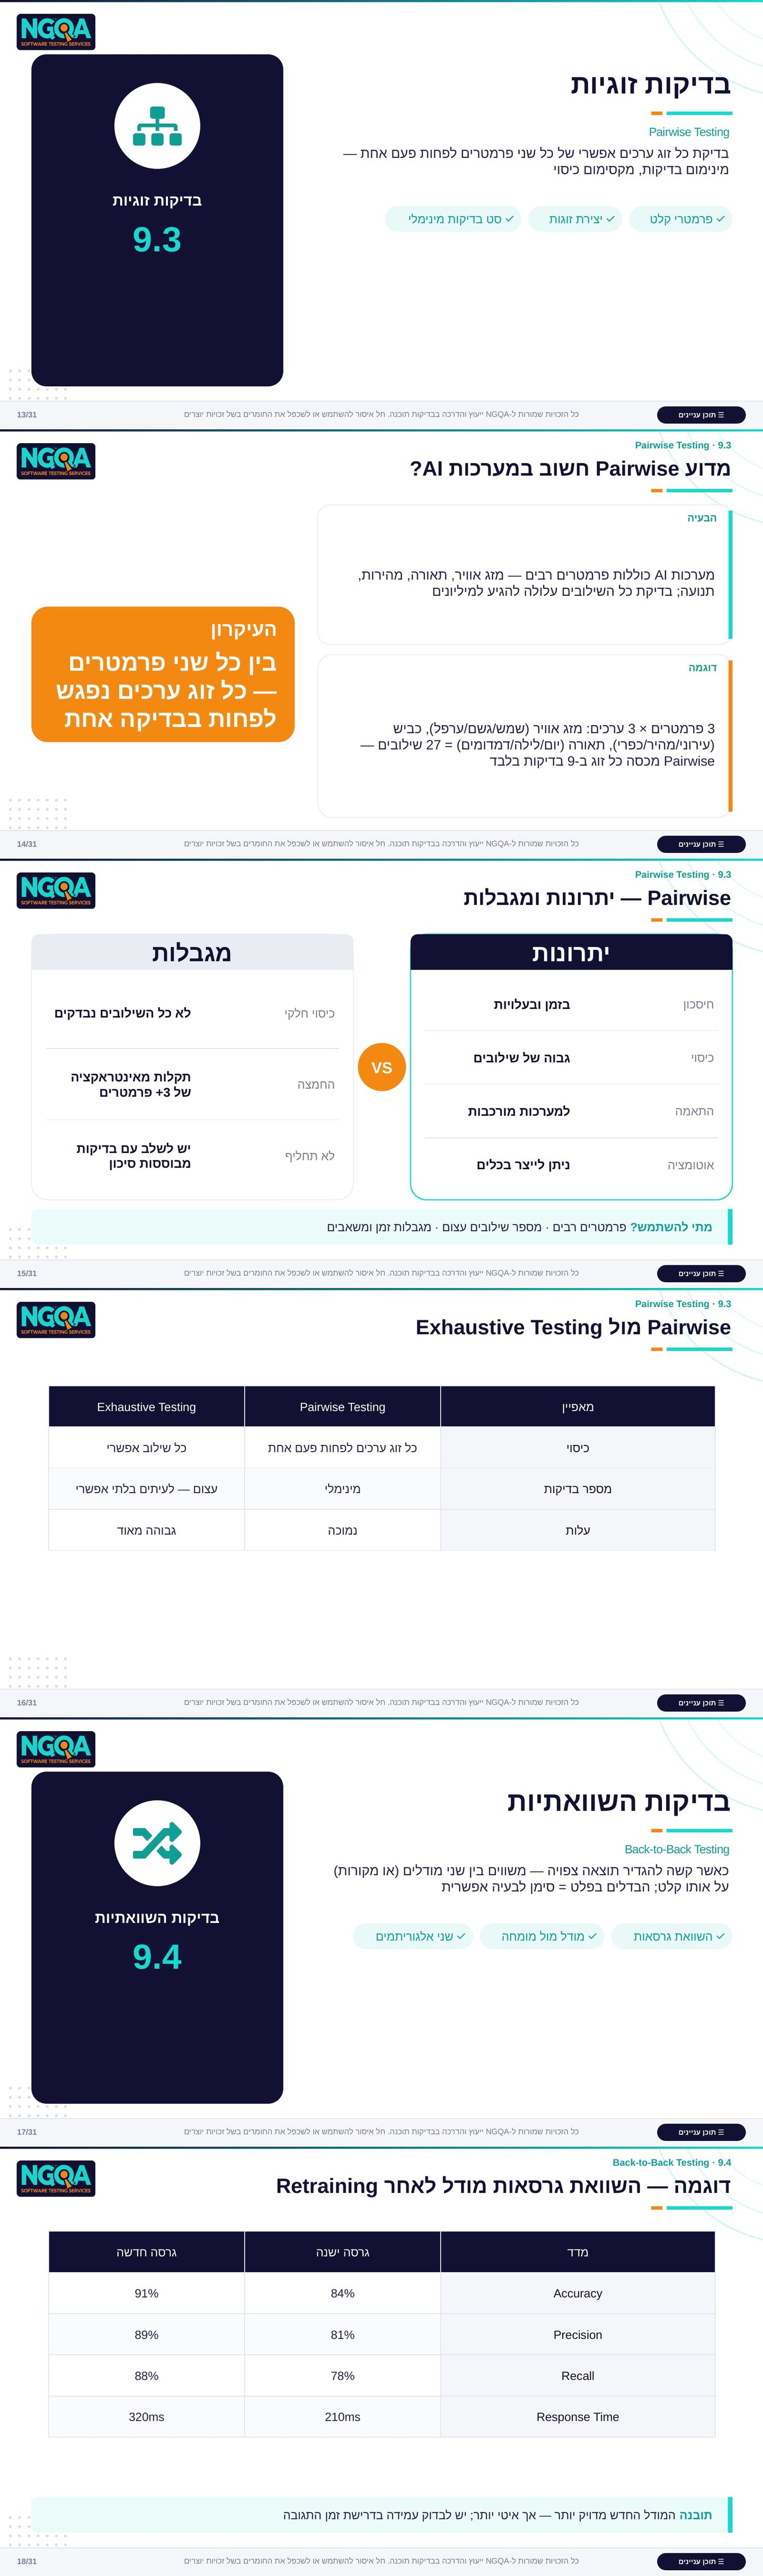 NGQA
SOFTWARE TESTING SERVICES
בדיקות זוגיות
Pairwise Testing
בדיקת כל זוג ערכים אפשרי של כל שני פרמטרים לפחות פעם אחת —
מינימום בדיקות, מקסימום כיסוי
✓ פרמטרי קלט
✓ יצירת זוגות
✓ סט בדיקות מינימלי
בדיקות זוגיות
9.3
☰ תוכן עניינים
כל הזכויות שמורות ל-NGQA ייעוץ והדרכה בבדיקות תוכנה. חל איסור להשתמש או לשכפל את החומרים בשל זכויות יוצרים
13/31
NGQA
SOFTWARE TESTING SERVICES
9.3 · Pairwise Testing
מדוע Pairwise חשוב במערכות AI?
הבעיה
מערכות AI כוללות פרמטרים רבים — מזג אוויר, תאורה, מהירות,
תנועה; בדיקת כל השילובים עלולה להגיע למיליונים
דוגמה
3 פרמטרים × 3 ערכים: מזג אוויר (שמש/גשם/ערפל), כביש
(עירוני/מהיר/כפרי), תאורה (יום/לילה/דמדומים) = 27 שילובים —
Pairwise מכסה כל זוג ב-9 בדיקות בלבד
העיקרון
בין כל שני פרמטרים
— כל זוג ערכים נפגש
לפחות בבדיקה אחת
☰ תוכן עניינים
כל הזכויות שמורות ל-NGQA ייעוץ והדרכה בבדיקות תוכנה. חל איסור להשתמש או לשכפל את החומרים בשל זכויות יוצרים
14/31
NGQA
SOFTWARE TESTING SERVICES
9.3 · Pairwise Testing
Pairwise — יתרונות ומגבלות
יתרונות
חיסכון בזמן ובעלויות
כיסוי גבוה של שילובים
התאמה למערכות מורכבות
אוטומציה ניתן לייצר בכלים
VS
מגבלות
כיסוי חלקי לא כל השילובים נבדקים
החמצה תקלות מאינטראקציה
של 3+ פרמטרים
לא תחליף יש לשלב עם בדיקות
מבוססות סיכון
מתי להשתמש? פרמטרים רבים · מספר שילובים עצום · מגבלות זמן ומשאבים
☰ תוכן עניינים
כל הזכויות שמורות ל-NGQA ייעוץ והדרכה בבדיקות תוכנה. חל איסור להשתמש או לשכפל את החומרים בשל זכויות יוצרים
15/31
NGQA
SOFTWARE TESTING SERVICES
9.3 · Pairwise Testing
Pairwise מול Exhaustive Testing
מאפיין Pairwise Testing Exhaustive Testing
כיסוי כל זוג ערכים לפחות פעם אחת כל שילוב אפשרי
מספר בדיקות מינימלי עצום — לעיתים בלתי אפשרי
עלות נמוכה גבוהה מאוד
☰ תוכן עניינים
כל הזכויות שמורות ל-NGQA ייעוץ והדרכה בבדיקות תוכנה. חל איסור להשתמש או לשכפל את החומרים בשל זכויות יוצרים
16/31
NGQA
SOFTWARE TESTING SERVICES
בדיקות השוואתיות
Back-to-Back Testing
כאשר קשה להגדיר תוצאה צפויה — משווים בין שני מודלים (או מקורות)
על אותו קלט; הבדלים בפלט = סימן לבעיה אפשרית
✓ השוואת גרסאות
✓ מודל מול מומחה
✓ שני אלגוריתמים
בדיקות השוואתיות
9.4
☰ תוכן עניינים
כל הזכויות שמורות ל-NGQA ייעוץ והדרכה בבדיקות תוכנה. חל איסור להשתמש או לשכפל את החומרים בשל זכויות יוצרים
17/31
NGQA
SOFTWARE TESTING SERVICES
9.4 · Back-to-Back Testing
דוגמה — השוואת גרסאות מודל לאחר Retraining
מדד גרסה ישנה גרסה חדשה
Accuracy 84% 91%
Precision 81% 89%
Recall 78% 88%
Response Time 210ms 320ms
תובנה המודל החדש מדויק יותר — אך איטי יותר; יש לבדוק עמידה בדרישת זמן התגובה
☰ תוכן עניינים
כל הזכויות שמורות ל-NGQA ייעוץ והדרכה בבדיקות תוכנה. חל איסור להשתמש או לשכפל את החומרים בשל זכויות יוצרים
18/31